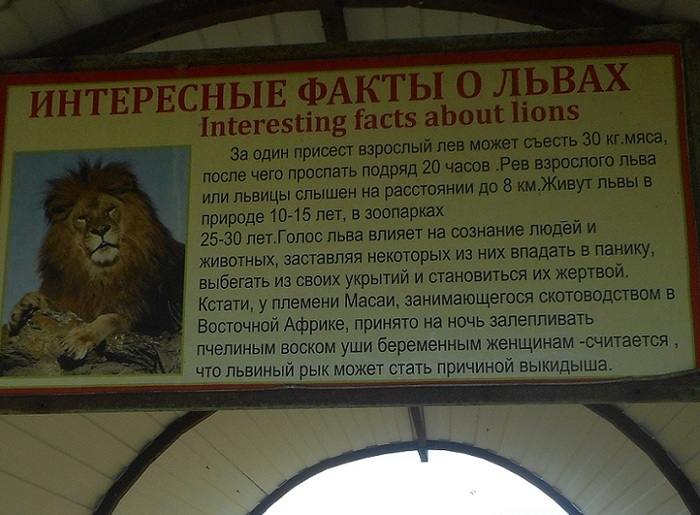 ИНТЕРЕСНЫЕ ФАКТЫ О ЛЬВАХ
Interesting facts about lions
За один присест взрослый лев может съесть 30 кг.мяса,
после чего проспать подряд 20 часов .Рев взрослого льва
или львицы слышен на расстоянии до 8 км.Живут львы в
природе 10-15 лет, в зоопарках
25-30 лет.Голос льва влияет на сознание людей и
животных, заставляя некоторых из них впадать в панику,
выбегать из своих укрытий и становиться их жертвой.
Кстати, у племени Масаи, занимающегося скотоводством в
Восточной Африке, принято на ночь залепливать
пчелиным воском уши беременным женщинам -считается ,
что львиный рык может стать причиной выкидыша.